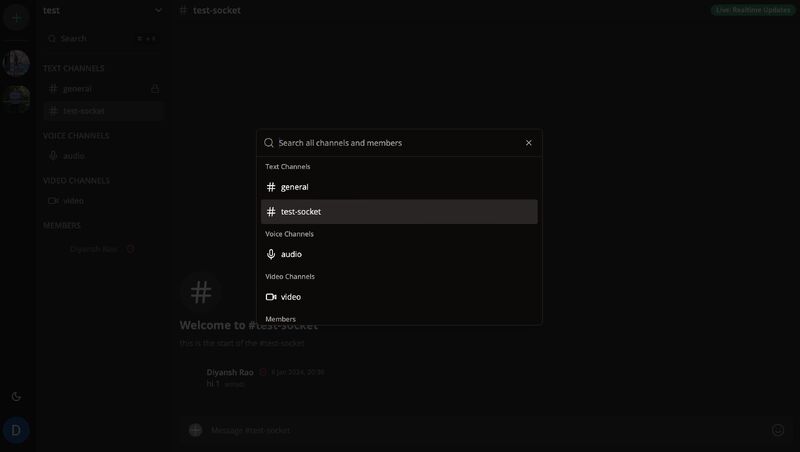 test
# test-socket
Live: Realtime Updates
Search
⌘ + K
TEXT CHANNELS
# general
# test-socket
VOICE CHANNELS
audio
VIDEO CHANNELS
video
MEMBERS
Diyansh Rao
Search all channels and members
Text Channels
# general
# test-socket
Voice Channels
audio
Video Channels
video
Members
#
Welcome to #test-socket
this is the start of the #test-socket
Diyansh Rao 8 Jan 2024, 20:36
hi 1 (edited)
Message #test-socket
D